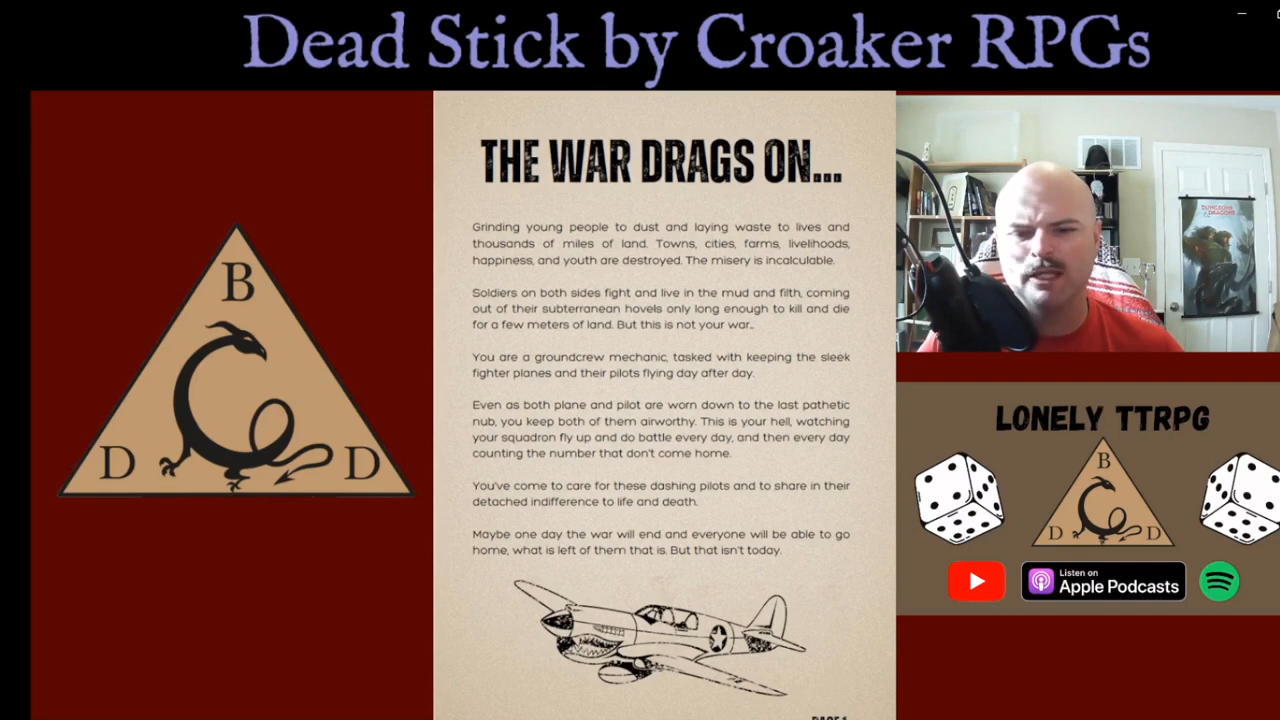 Dead Stick by Croaker RPGs
B
D
D
THE WAR DRAGS ON...
Grinding young people to dust and laying waste to lives and
thousands of miles of land. Towns, cities, farms, livelihoods,
happiness, and youth are destroyed. The misery is incalculable.
Soldiers on both sides fight and live in the mud and filth, coming
out of their subterranean hovels only long enough to kill and die
for a few meters of land. But this is not your war..
You are a groundcrew mechanic, tasked with keeping the sleek
fighter planes and their pilots flying day after day.
Even as both plane and pilot are worn down to the last pathetic
nub, you keep both of them airworthy. This is your hell, watching
your squadron fly up and do battle every day, and then every day
counting the number that don't come home.
You've come to care for these dashing pilots and to share in their
detached indifference to life and death.
Maybe one day the war will end and everyone will be able to go
home, what is left of them that is. But that isn't today.
PAGE 1
DUNGEONS
& DRAGONS
LONELY TTRPG
B
D
D
Listen on
Apple Podcasts